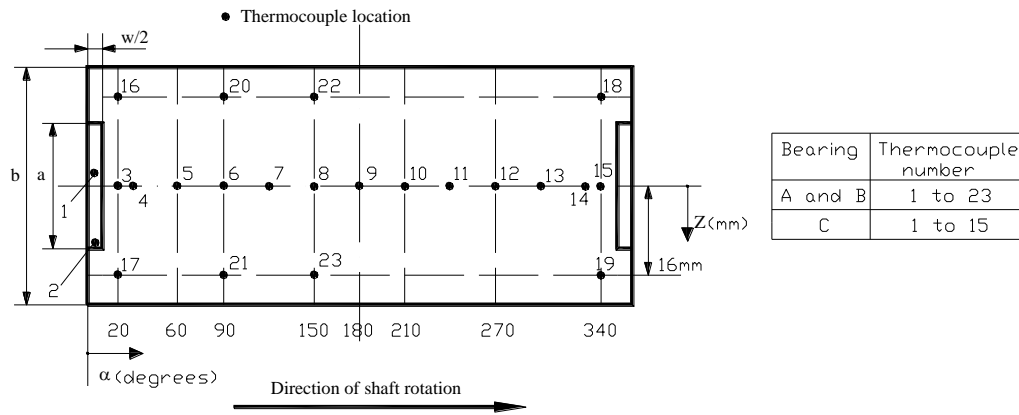 Thermocouple location
w/2
16 20 22 18
b a
3 4 5 6 7 8 9 10 11 12 13 14 15
1
2
17 21 23 19
Z(mm)
16mm
20 60 90 150 180 210 270 340
α(degrees)
Direction of shaft rotation
Bearing Thermocouple number
A and B 1 to 23
C 1 to 15